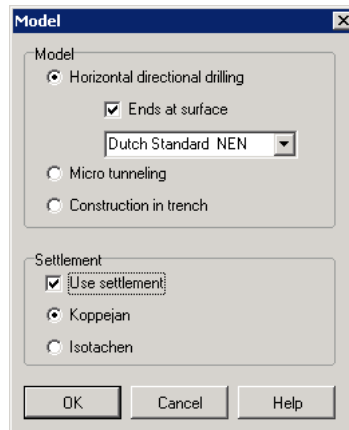 Model
Model
Horizontal directional drilling
Ends at surface
Dutch Standard NEN
Micro tunneling
Construction in trench
Settlement
Use settlement
Koppejan
Isotachen
OK Cancel Help